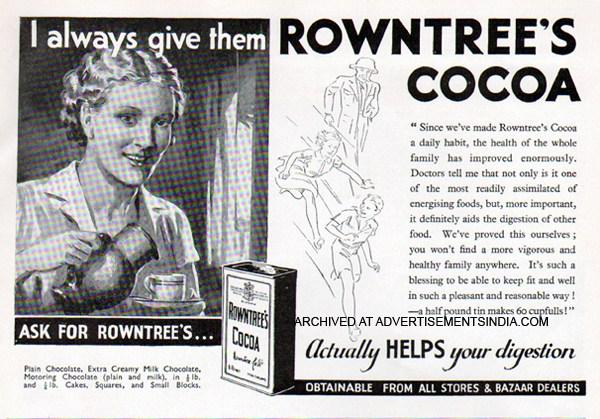 I always give them
ROWNTREE'S
COCOA
" Since we've made Rowntree's Cocoa
a daily habit, the health of the whole
family has improved enormously.
Doctors tell me that not only is it one
of the most readily assimilated of
energising foods, but, more important,
it definitely aids the digestion of other
food. We've proved this ourselves ;
you won't find a more vigorous and
healthy family anywhere. It's such a
blessing to be able to keep fit and well
in such a pleasant and reasonable way !
—a half pound tin makes 60 cupfulls ! "
ARCHIVED AT ADVERTISEMENTSINDIA.COM
ROWNTREE'S
COCOA
ASK FOR ROWNTREE'S...
Actually HELPS your digestion
Plain Chocolate, Extra Creamy Milk Chocolate,
Motoring Chocolate (plain and milk), in ½lb.
and ¼lb. Cakes, Squares, and Small Blocks.
OBTAINABLE FROM ALL STORES & BAZAAR DEALERS